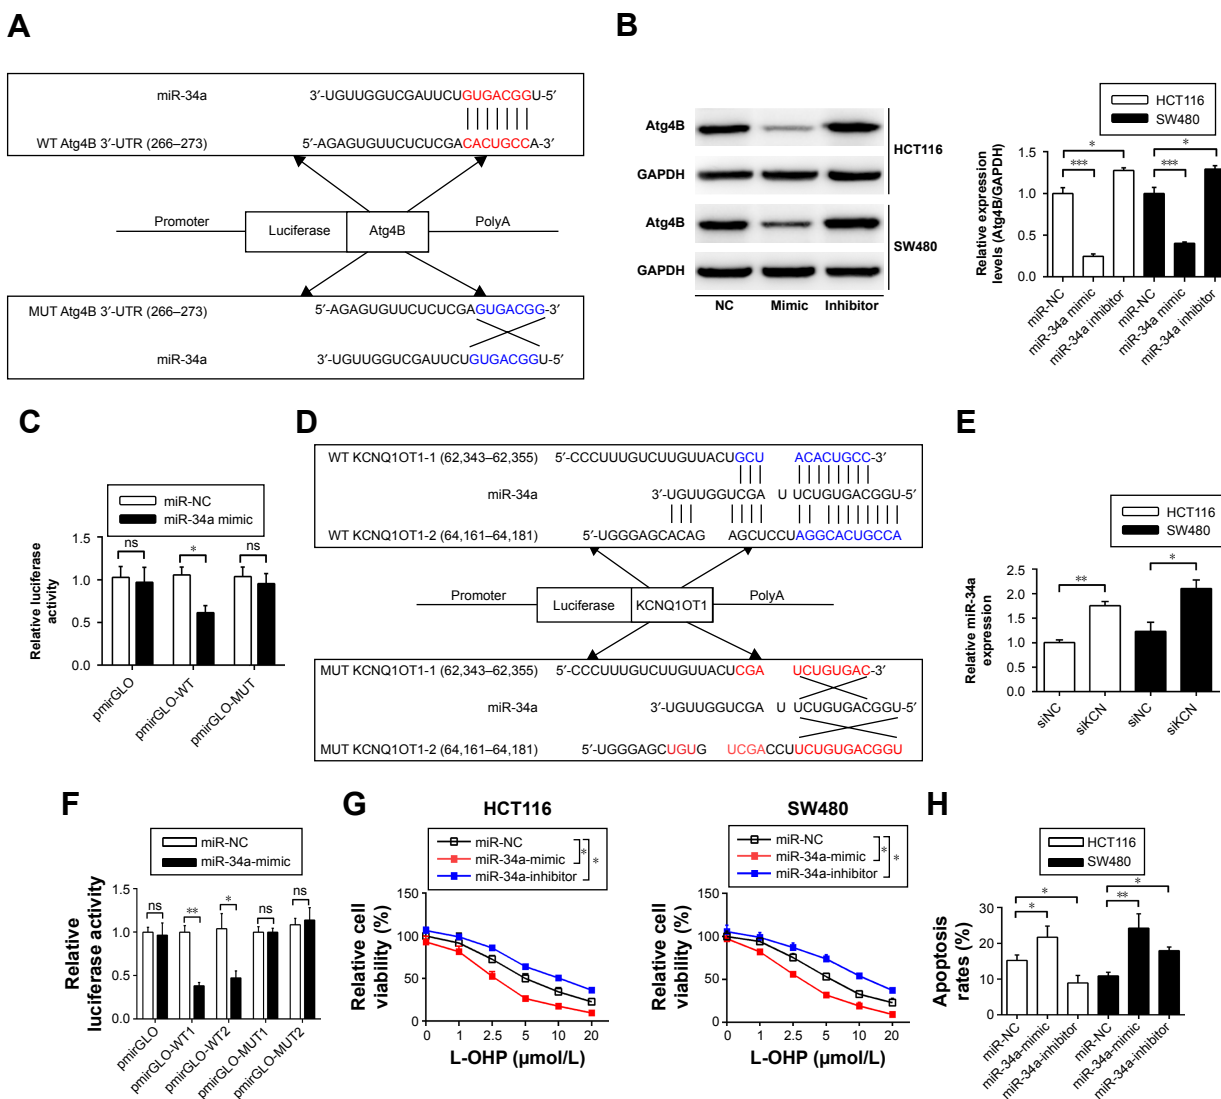 A
miR-34a 3′-UGUUGGUCGAUUCUGUGACGGU-5′
WT Atg4B 3′-UTR (266–273) 5′-AGAGUGUUCUCUCGACACUGCCA-3′
Promoter Luciferase Atg4B PolyA
MUT Atg4B 3′-UTR (266–273) 5′-AGAGUGUUCUCUCGAGUGACGG-3′
miR-34a 3′-UGUUGGUCGAUUCUGUGACGGU-5′
B
Atg4B
GAPDH
HCT116
Atg4B
GAPDH
SW480
NC Mimic Inhibitor
HCT116
SW480
Relative expression
levels (Atg4B/GAPDH)
1.5
1.0
0.5
0.0
*** * *** *
miR-NC
miR-34a mimic
miR-34a inhibitor
miR-NC
miR-34a mimic
miR-34a inhibitor
C
miR-NC
miR-34a mimic
Relative luciferase
activity
1.5
1.0
0.5
0.0
ns * ns
pmirGLO
pmirGLO-WT
pmirGLO-MUT
D
WT KCNQ1OT1-1 (62,343–62,355) 5′-CCCUUUGUCUUGUUACUGCU ACACUGCC-3′
miR-34a 3′-UGUUGGUCGA U UCUGUGACGGU-5′
WT KCNQ1OT1-2 (64,161–64,181) 5′-UGGGAGCACAG AGCUCCUAGGCACUGCCA
Promoter Luciferase KCNQ1OT1 PolyA
MUT KCNQ1OT1-1 (62,343–62,355) 5′-CCCUUUGUCUUGUUACUCGA UCUGUGAC-3′
miR-34a 3′-UGUUGGUCGA U UCUGUGACGGU-5′
MUT KCNQ1OT1-2 (64,161–64,181) 5′-UGGGAGCUGUG UCGACCUUCUGUGACGGU
E
HCT116
SW480
Relative miR-34a
expression
2.5
2.0
1.5
1.0
0.5
0.0
** *
siNC
siKCN
siNC
siKCN
F
miR-NC
miR-34a-mimic
Relative
luciferase activity
1.5
1.0
0.5
0.0
ns ** * ns ns
pmirGLO
pmirGLO-WT1
pmirGLO-WT2
pmirGLO-MUT1
pmirGLO-MUT2
G
HCT116
miR-NC
miR-34a-mimic
miR-34a-inhibitor
* *
Relative cell
viability (%)
150
100
50
0
0 1 2.5 5 10 20
L-OHP (μmol/L)
SW480
miR-NC
miR-34a-mimic
miR-34a-inhibitor
* *
Relative cell
viability (%)
150
100
50
0
0 1 2.5 5 10 20
L-OHP (μmol/L)
H
HCT116
SW480
Apoptosis
rates (%)
30
20
10
0
* * ** *
miR-NC
miR-34a-mimic
miR-34a-inhibitor
miR-NC
miR-34a-mimic
miR-34a-inhibitor